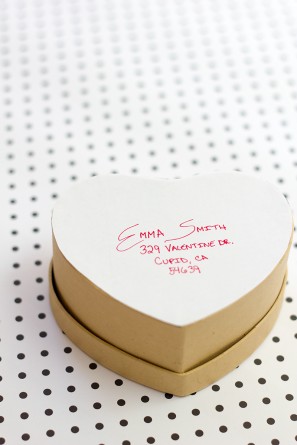 Emma Smith
329 Valentine Dr.
Cupid, CA
84639